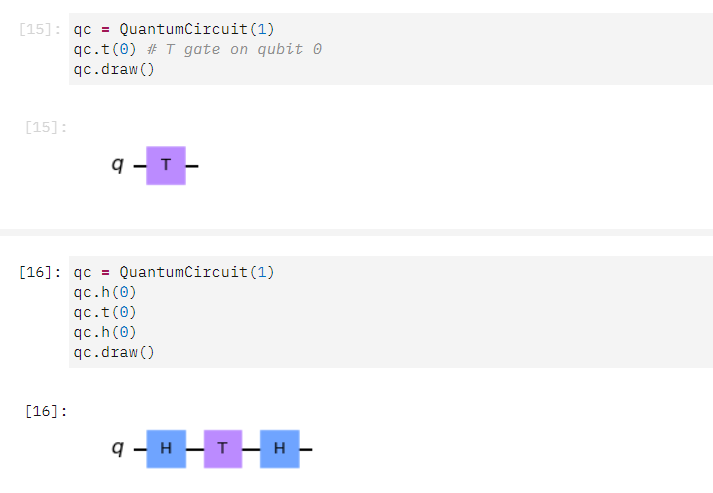 [15]: qc = QuantumCircuit(1)
qc.t(0) # T gate on qubit 0
qc.draw()
[15]:
q T
[16]: qc = QuantumCircuit(1)
qc.h(0)
qc.t(0)
qc.h(0)
qc.draw()
[16]:
q H T H